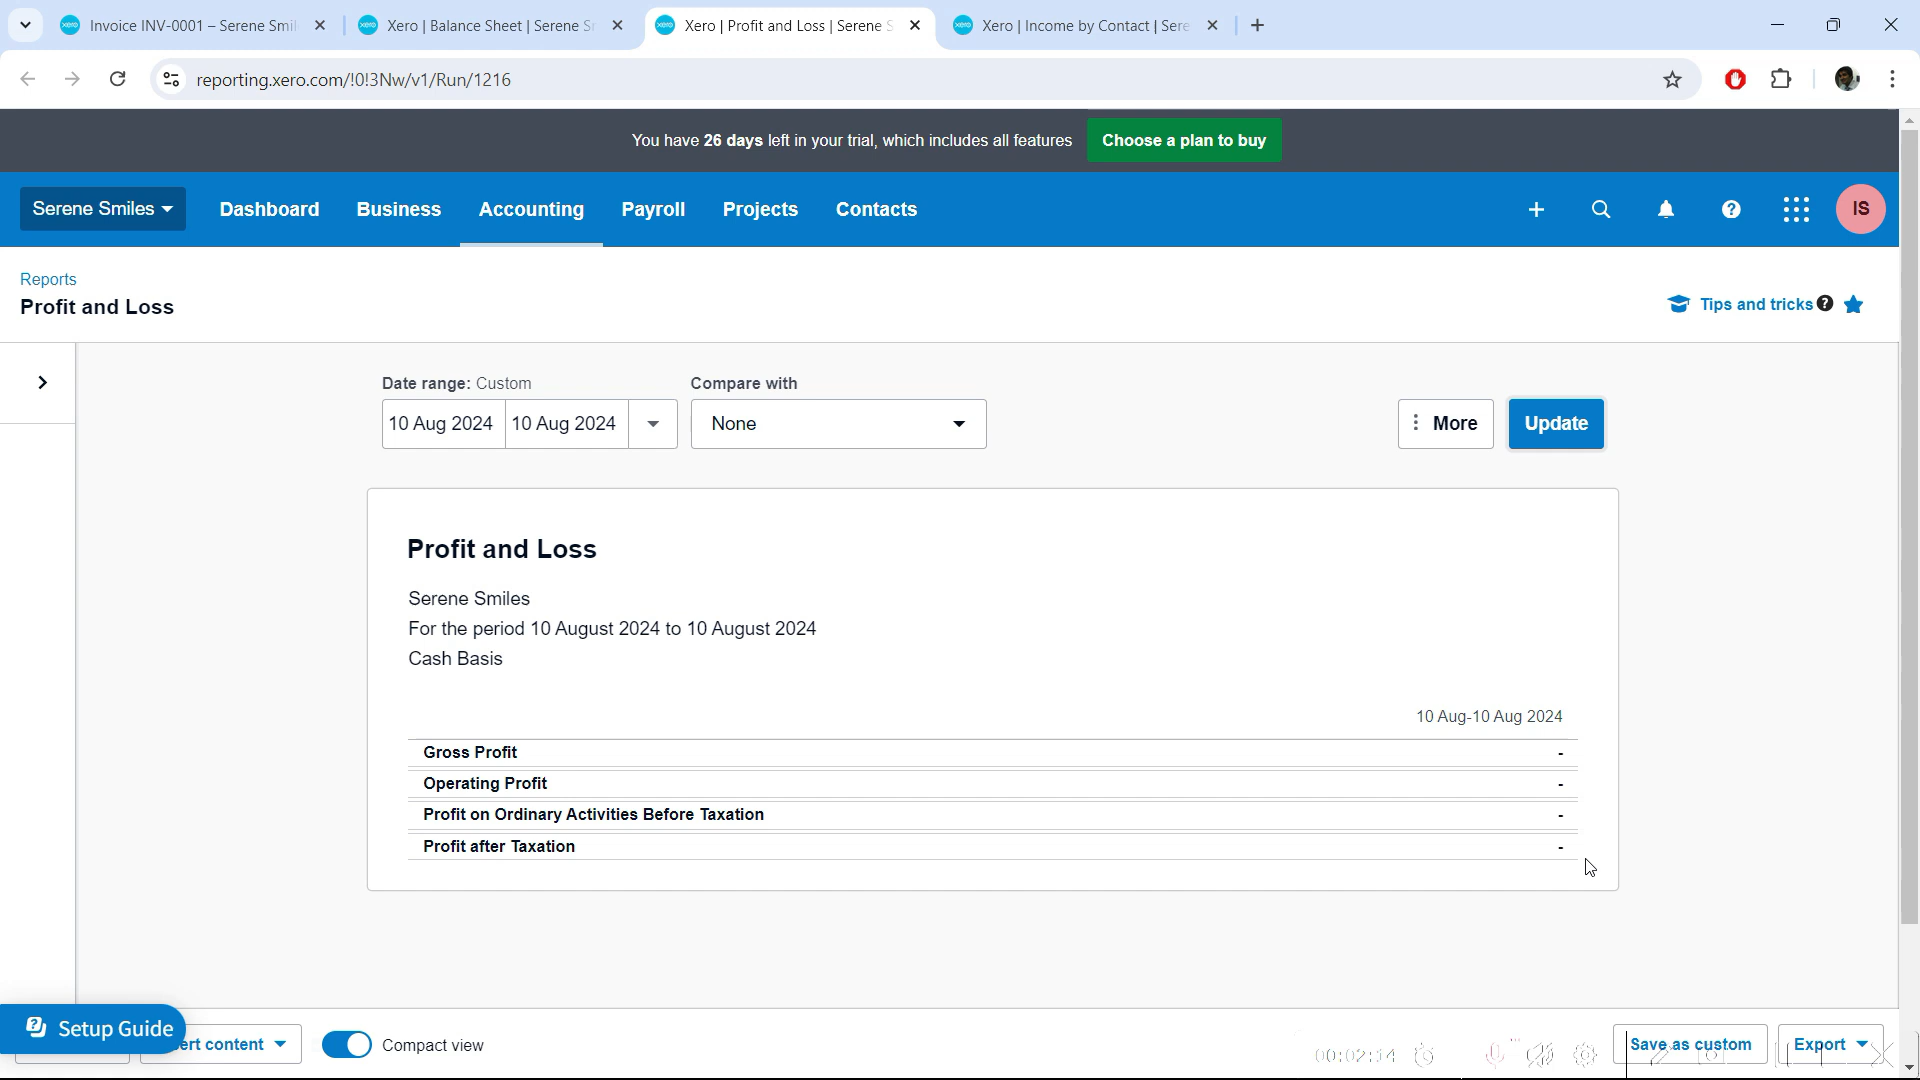 Invoice INV-0001 – Serene Smil
Xero | Balance Sheet | Serene S
Xero | Profit and Loss | Serene S
Xero | Income by Contact | Sere
reporting.xero.com/!0!3Nw/v1/Run/1216
You have 26 days left in your trial, which includes all features
Choose a plan to buy
Serene Smiles
Dashboard
Business
Accounting
Payroll
Projects
Contacts
IS
Reports
Profit and Loss
Tips and tricks
Date range: Custom
Compare with
10 Aug 2024
10 Aug 2024
None
More
Update
Profit and Loss
Serene Smiles
For the period 10 August 2024 to 10 August 2024
Cash Basis
10 Aug-10 Aug 2024
Gross Profit -
Operating Profit -
Profit on Ordinary Activities Before Taxation -
Profit after Taxation -
Setup Guide
ert content
Compact view
00:02:14
Save as custom
Export